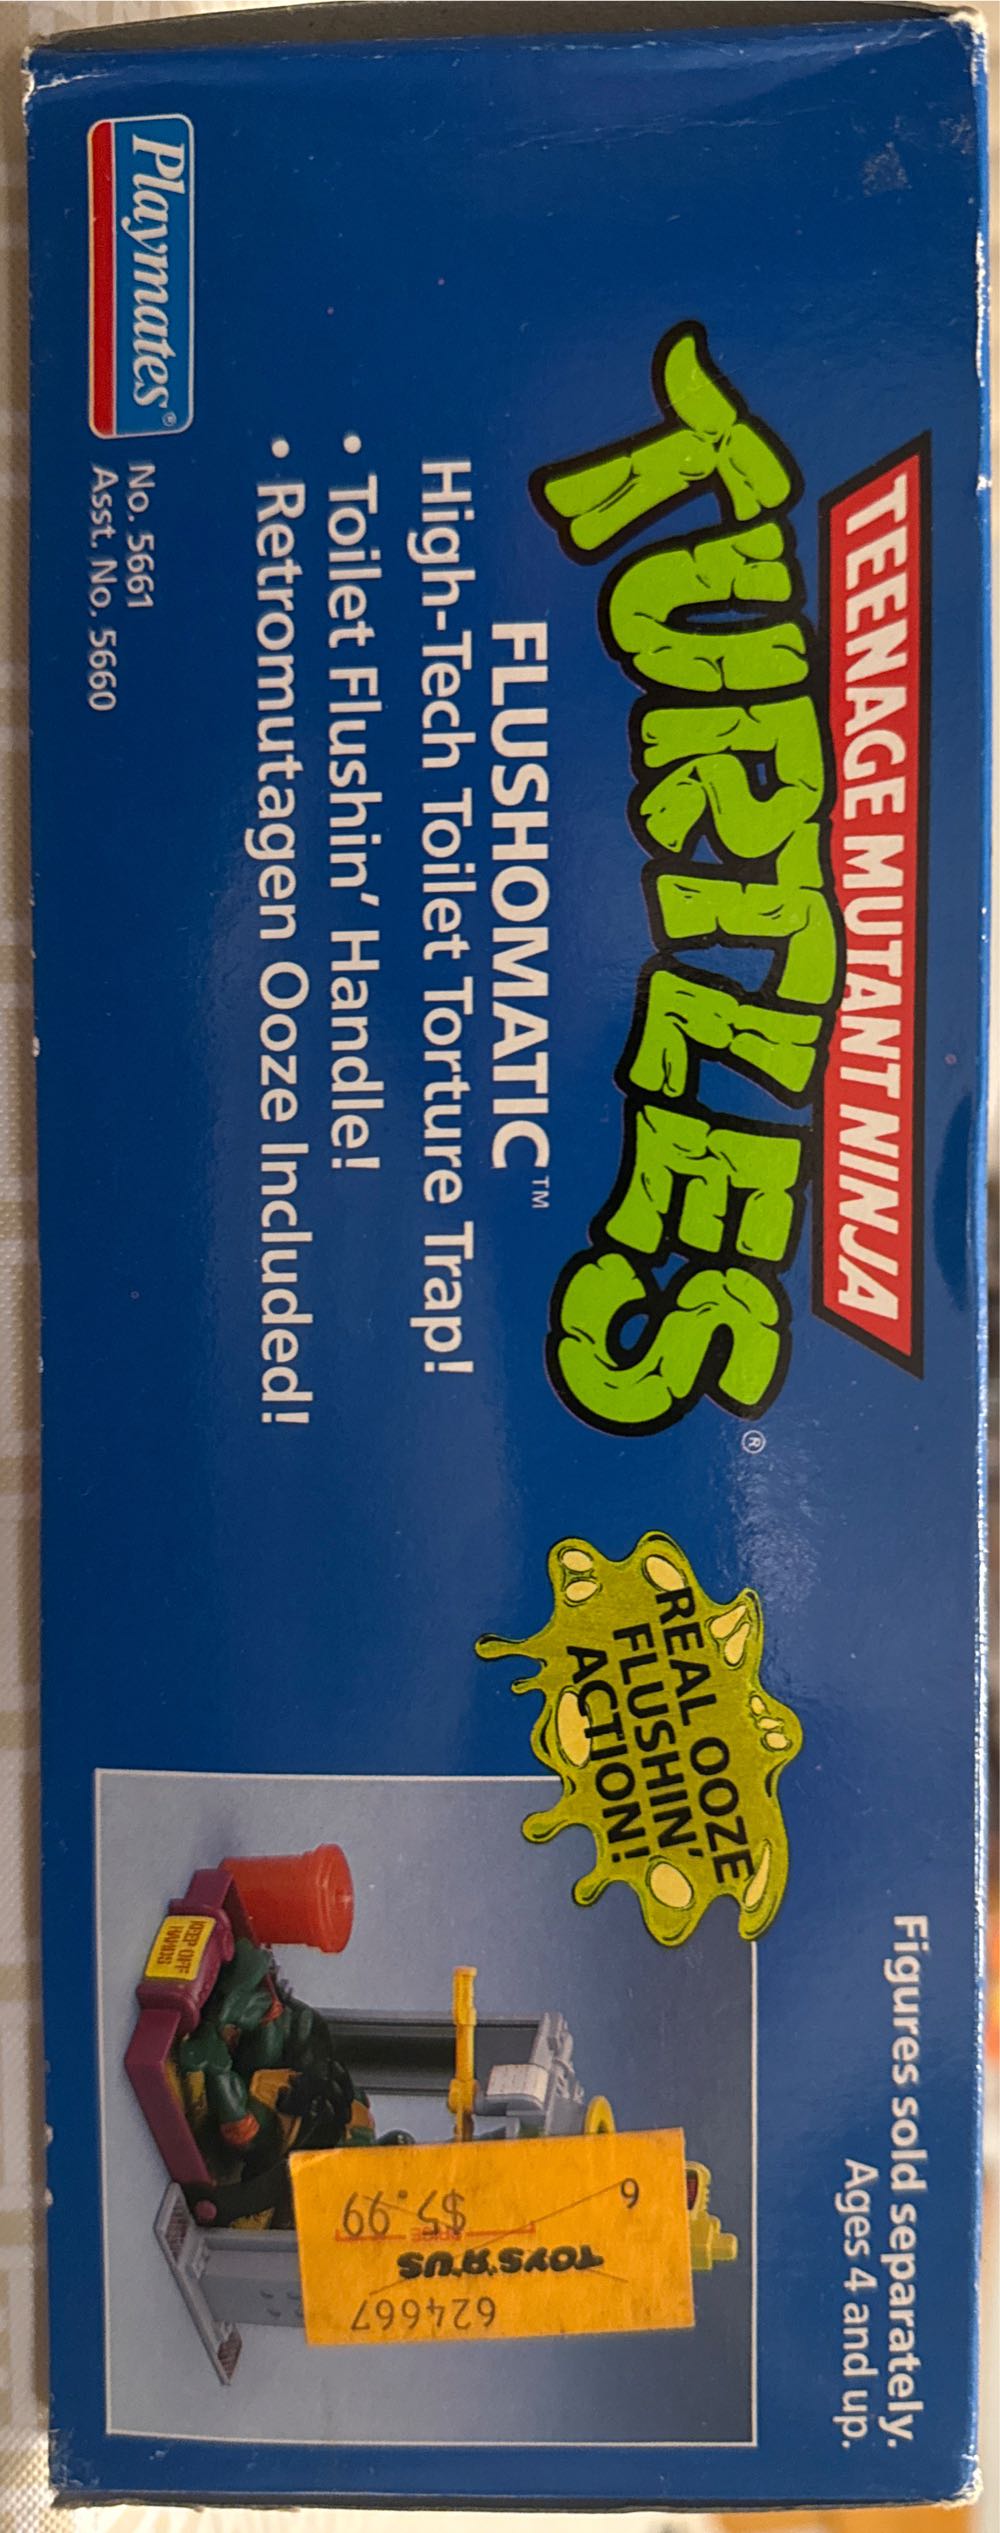 TEENAGE MUTANT NINJA
TURTLES®
FLUSHOMATIC™
High-Tech Toilet Torture Trap!
• Toilet Flushin' Handle!
• Retromutagen Ooze Included!
Playmates®
No. 5661
Asst. No. 5660
REAL OOZE
FLUSHIN'
ACTION!
Figures sold separately.
Ages 4 and up.
KEEP OFF
HANDS!
624667
TOYS "R" US
$5.99
6